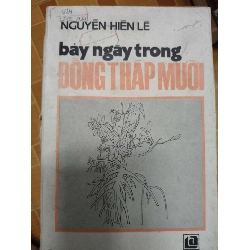 NGUYỄN HIẾN LÊ
bảy ngày trong
ĐỒNG THÁP MƯỜI